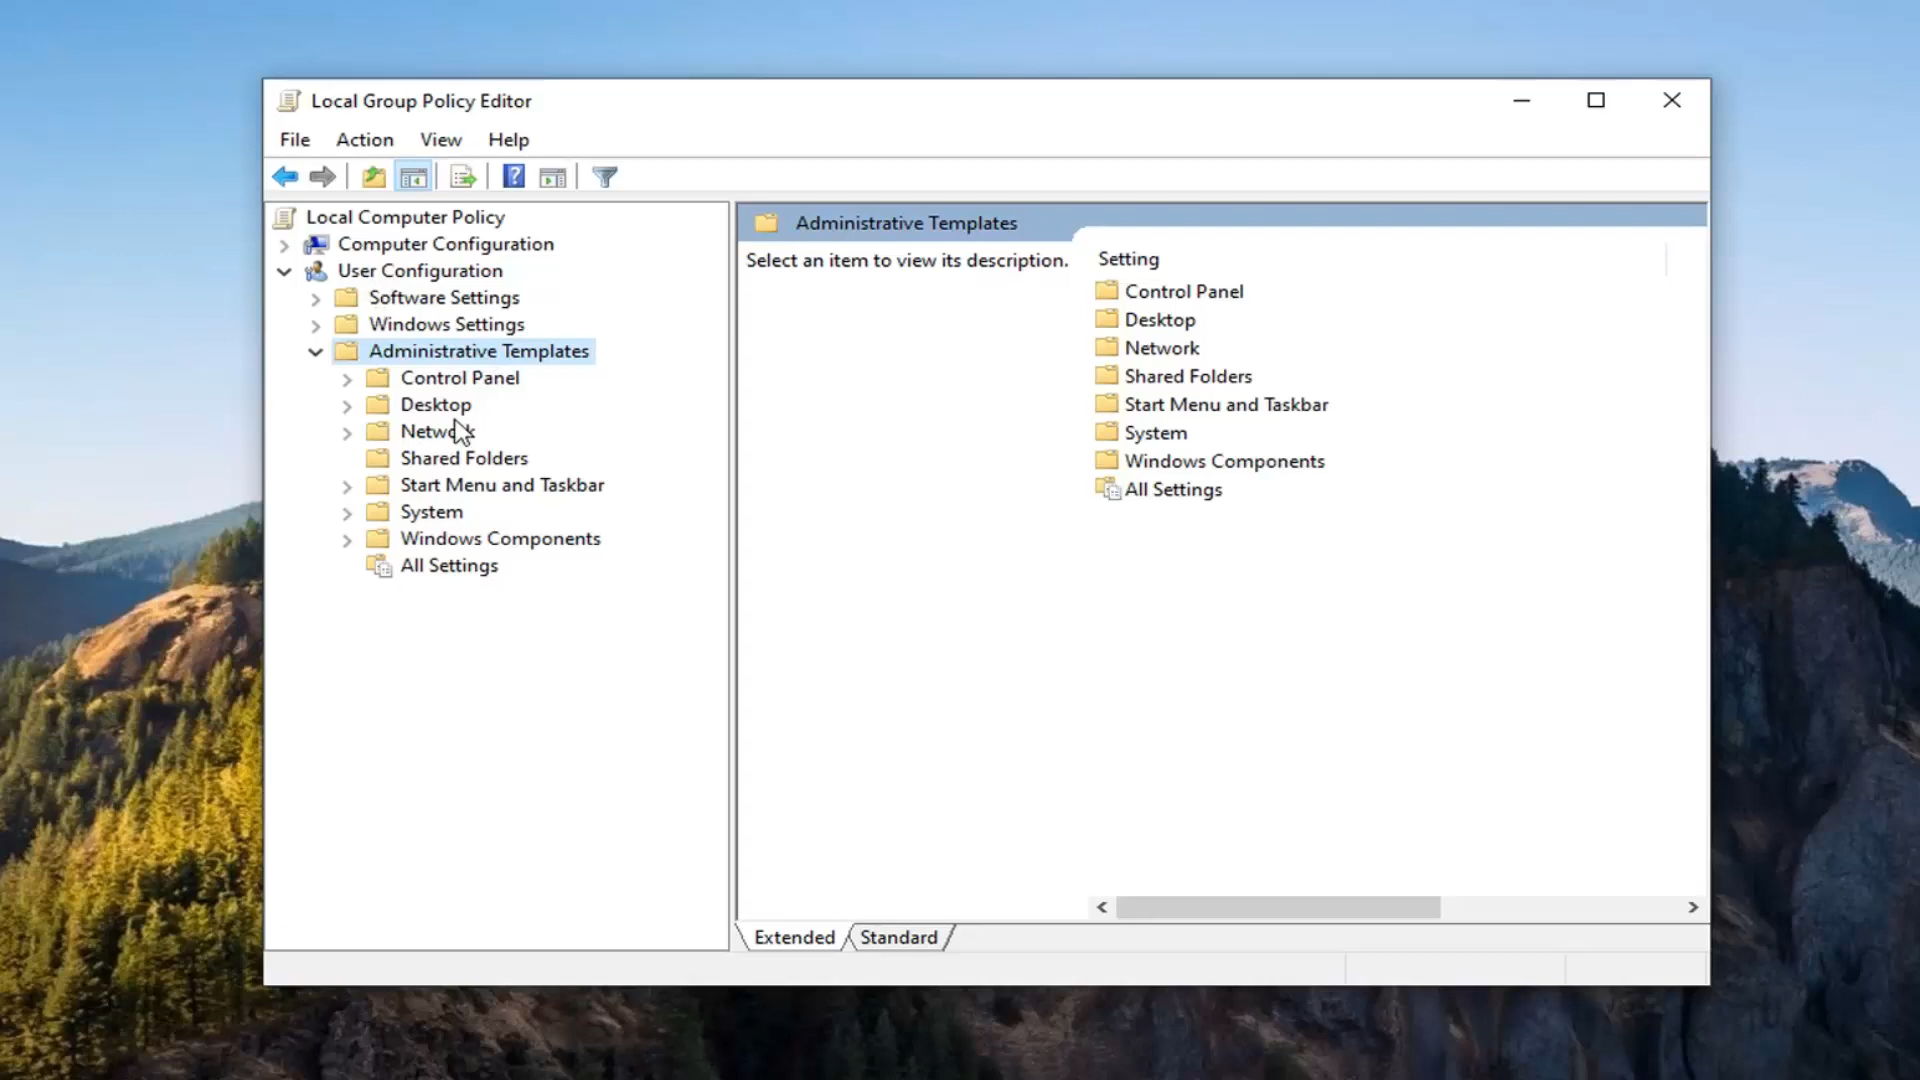 Local Group Policy Editor
File Action View Help
Local Computer Policy
Computer Configuration
User Configuration
Software Settings
Windows Settings
Administrative Templates
Control Panel
Desktop
Network
Shared Folders
Start Menu and Taskbar
System
Windows Components
All Settings
Administrative Templates
Select an item to view its description.
Setting
Control Panel
Desktop
Network
Shared Folders
Start Menu and Taskbar
System
Windows Components
All Settings
Extended Standard